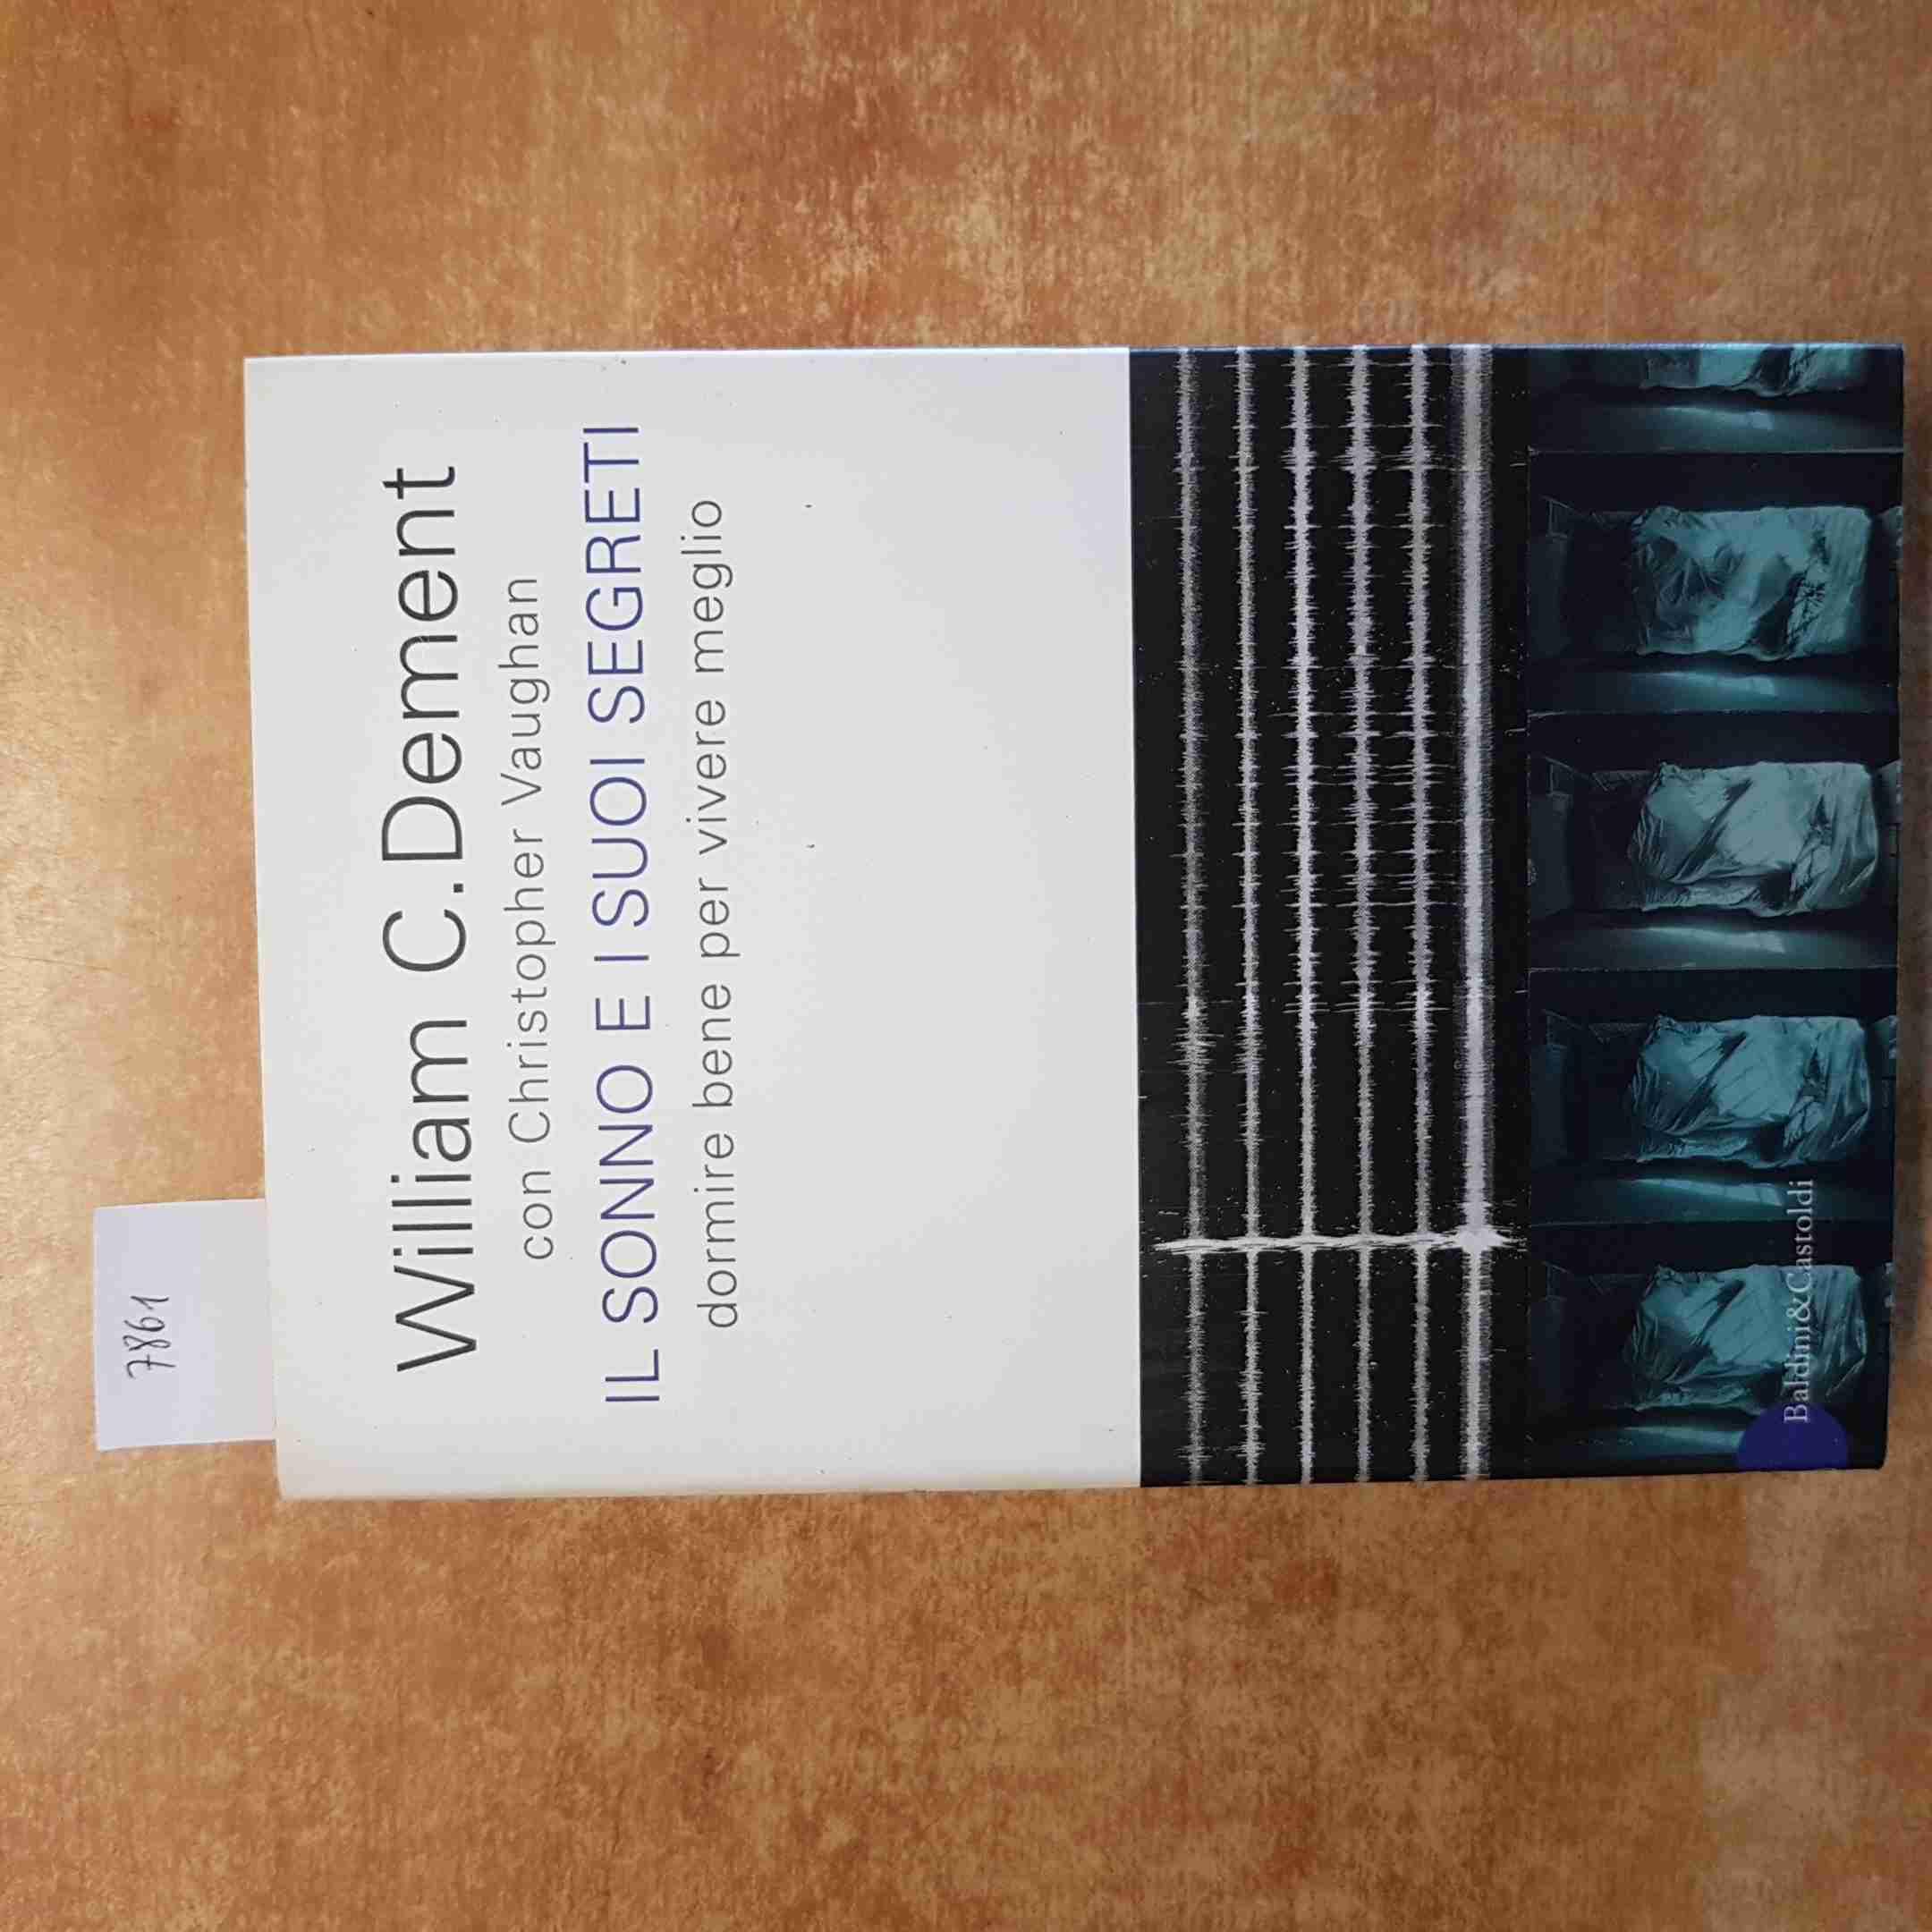 7861
William C.Dement
con Christopher Vaughan
IL SONNO E I SUOI SEGRETI
dormire bene per vivere meglio
Baldini&Castoldi